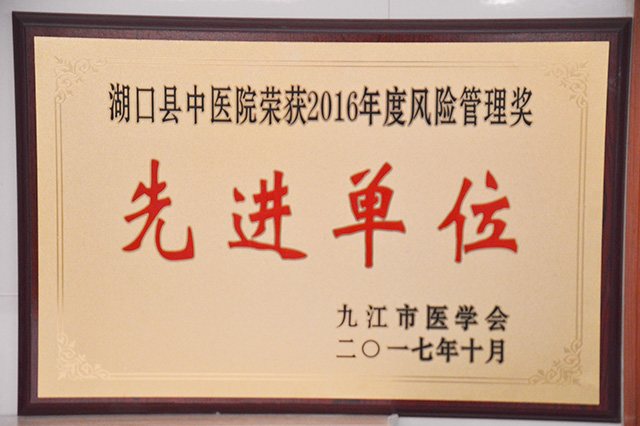 湖口县中医院荣获2016年度风险管理奖
先进单位
九江市医学会
二〇一七年十月